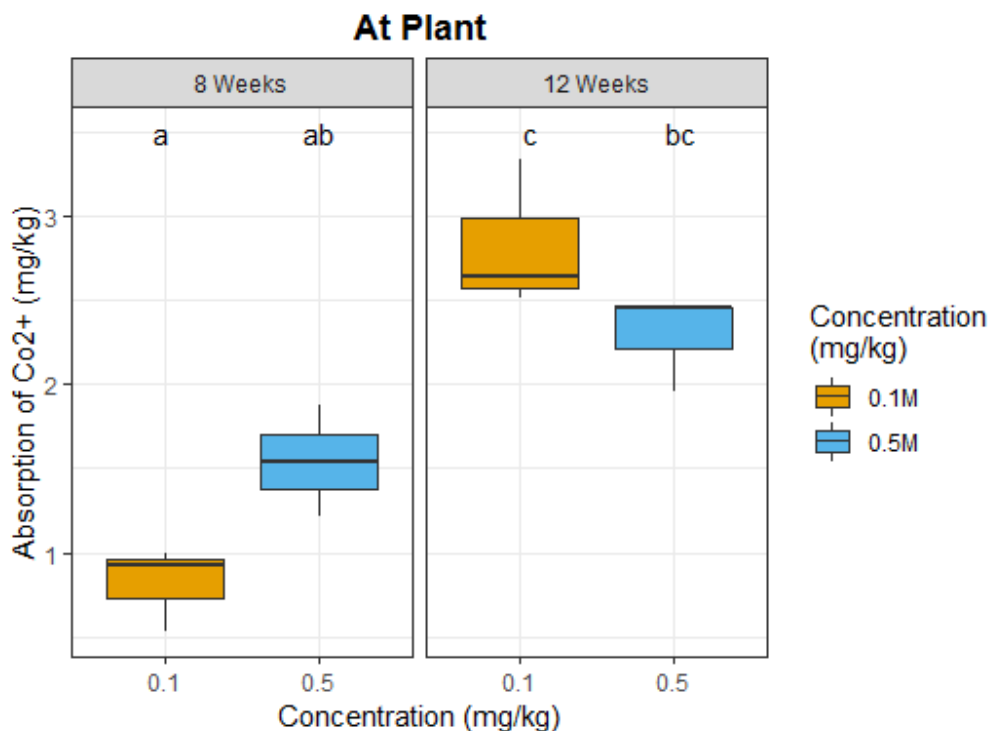 At Plant
8 Weeks
12 Weeks
a
ab
c
bc
Absorption of Co2+ (mg/kg)
3
2
1
0.1
0.5
0.1
0.5
Concentration (mg/kg)
Concentration
(mg/kg)
0.1M
0.5M